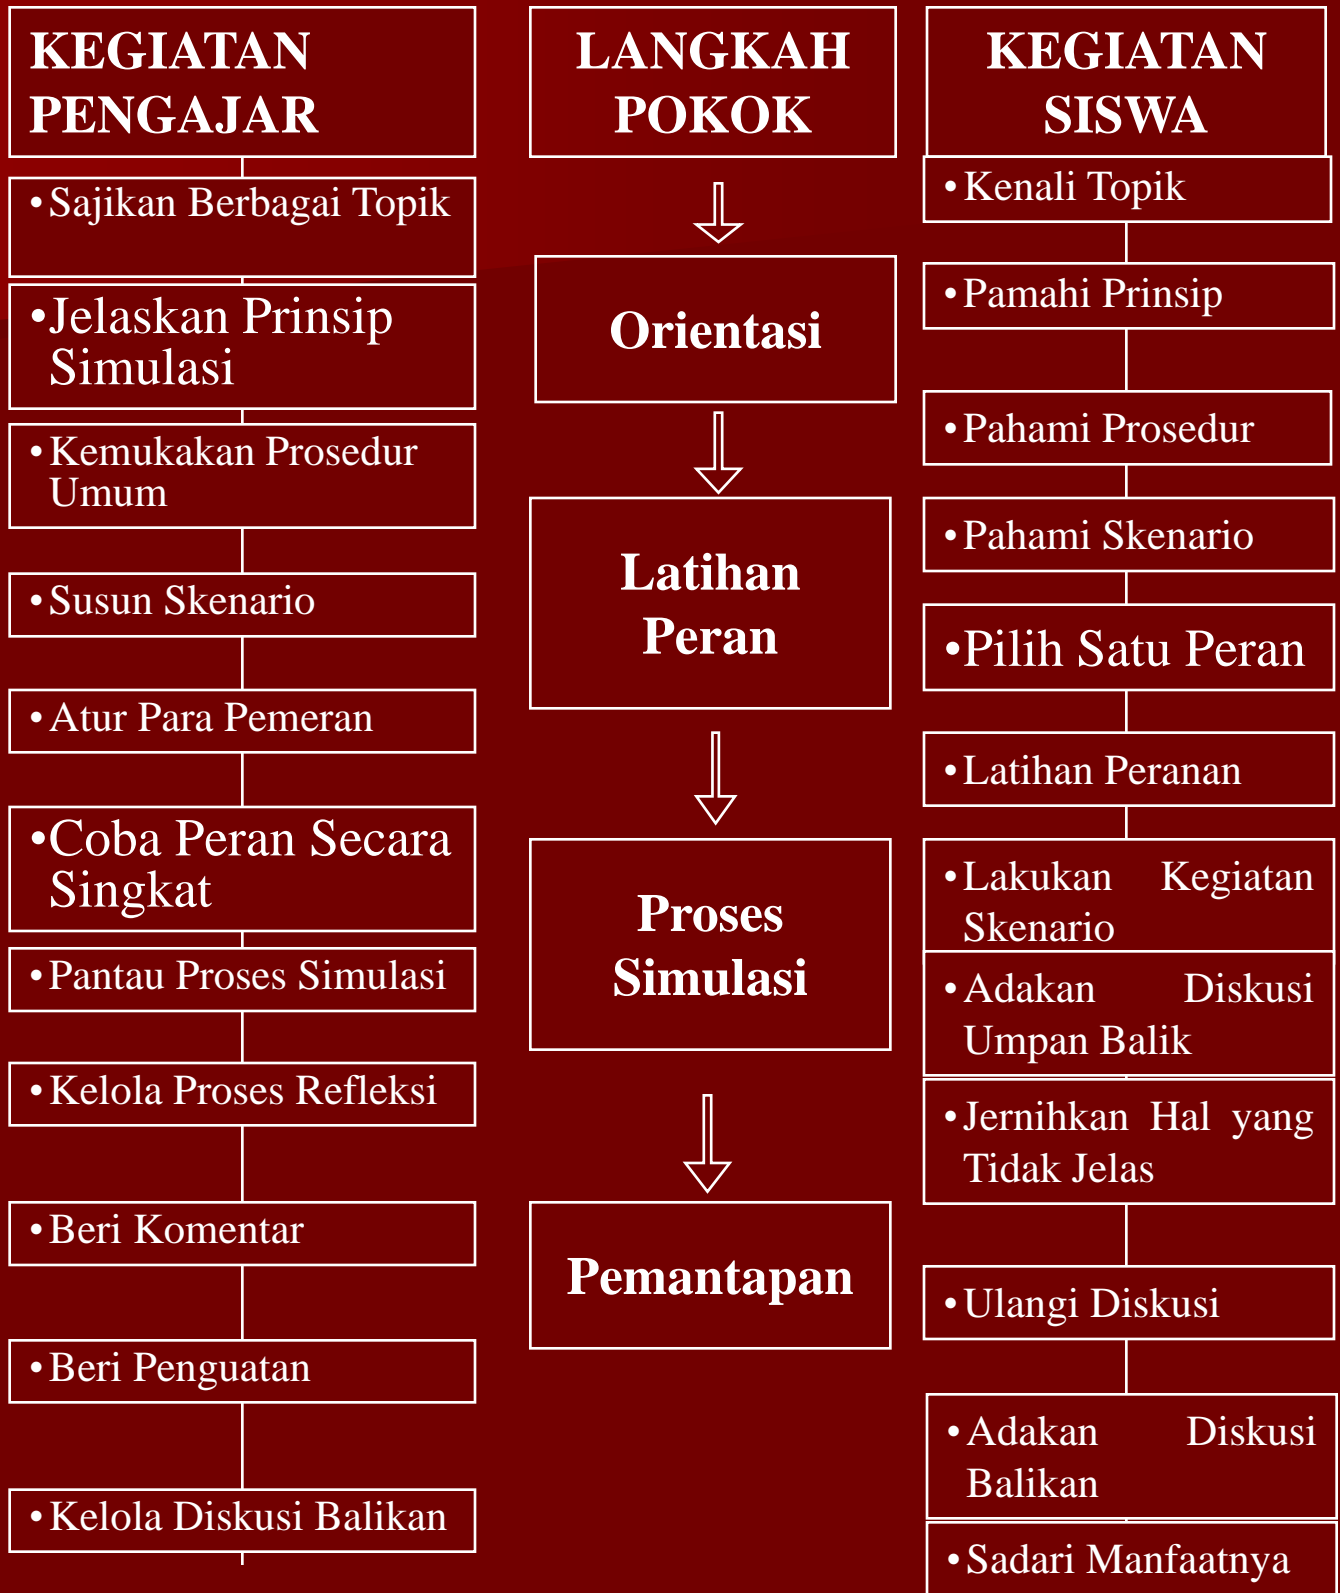 KEGIATAN
PENGAJAR
• Sajikan Berbagai Topik
• Jelaskan Prinsip
Simulasi
• Kemukakan Prosedur
Umum
• Susun Skenario
• Atur Para Pemeran
• Coba Peran Secara
Singkat
• Pantau Proses Simulasi
• Kelola Proses Refleksi
• Beri Komentar
• Beri Penguatan
• Kelola Diskusi Balikan
LANGKAH
POKOK
Orientasi
Latihan
Peran
Proses
Simulasi
Pemantapan
KEGIATAN
SISWA
• Kenali Topik
• Pamahi Prinsip
• Pahami Prosedur
• Pahami Skenario
• Pilih Satu Peran
• Latihan Peranan
• Lakukan Kegiatan
Skenario
• Adakan Diskusi
Umpan Balik
• Jernihkan Hal yang
Tidak Jelas
• Ulangi Diskusi
• Adakan Diskusi
Balikan
• Sadari Manfaatnya